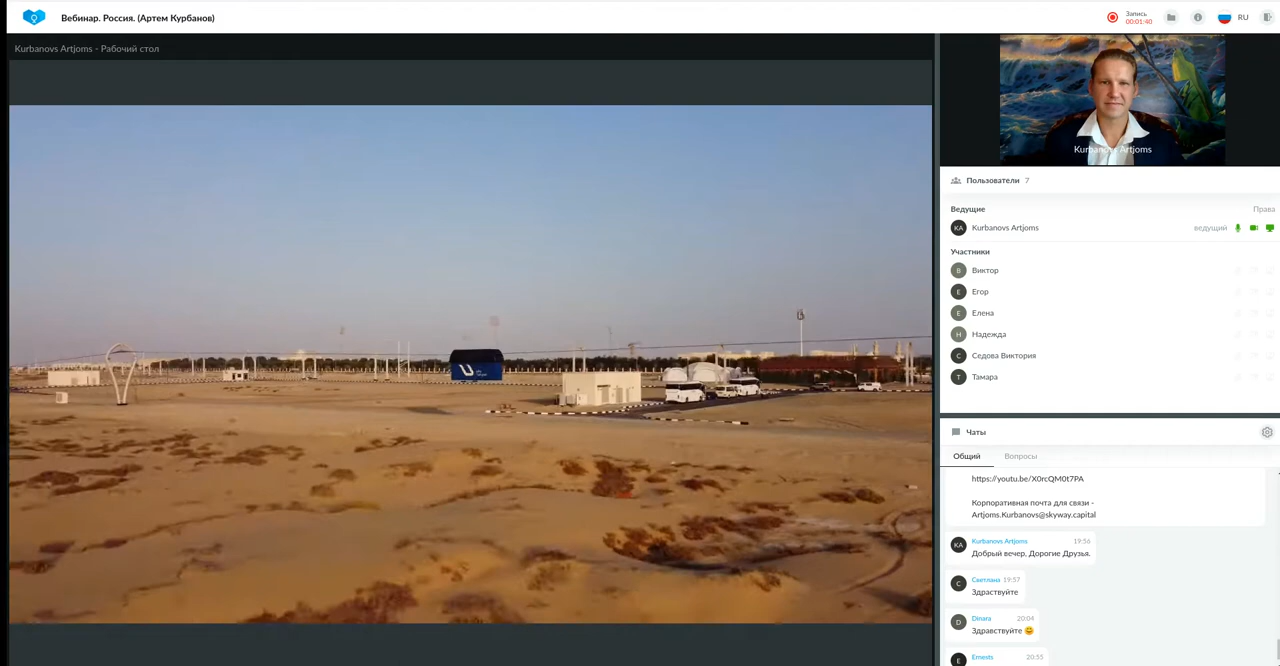 Вебинар. Россия. (Артем Курбанов)
Запись
00:01:40
RU
Kurbanovs Artjoms - Рабочий стол
Kurbanovs Artjoms
Пользователи 7
Ведущие
Права
KA Kurbanovs Artjoms
ведущий
Участники
В Виктор
Е Егор
Е Елена
Н Надежда
С Седова Виктория
Т Тамара
Чаты
Общий
Вопросы
https://youtu.be/X0rcQM0t7PA
Корпоративная почта для связи -
Artjoms.Kurbanovs@skyway.capital
KA Kurbanovs Artjoms 19:56
Добрый вечер, Дорогие Друзья.
С Светлана 19:57
Здраствуйте
D Dinara 20:04
Здравствуйте 😊
E Ernests 20:55